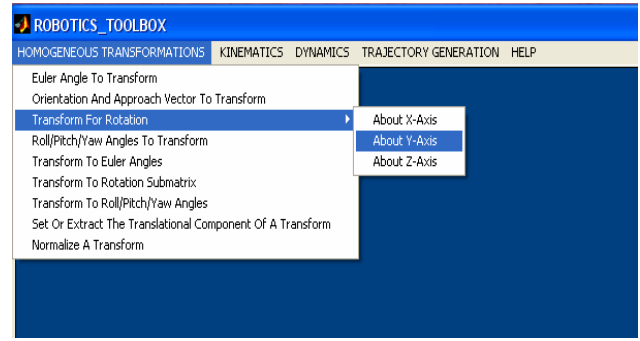 ROBOTICS_TOOLBOX
HOMOGENEOUS TRANSFORMATIONS KINEMATICS DYNAMICS TRAJECTORY GENERATION HELP
Euler Angle To Transform
Orientation And Approach Vector To Transform
Transform For Rotation
About X-Axis
Roll/Pitch/Yaw Angles To Transform
About Y-Axis
Transform To Euler Angles
About Z-Axis
Transform To Rotation Submatrix
Transform To Roll/Pitch/Yaw Angles
Set Or Extract The Translational Component Of A Transform
Normalize A Transform